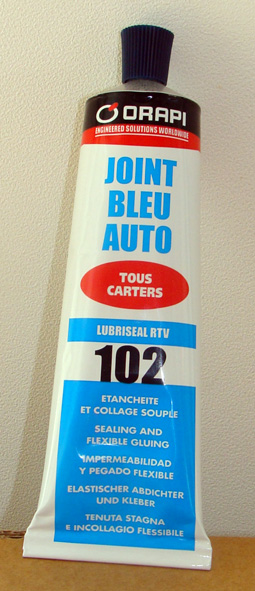 ORAPI
ENGINEERED SOLUTIONS WORLDWIDE
JOINT
BLEU
AUTO
TOUS
CARTERS
LUBRISEAL RTV
102
ETANCHEITE
ET COLLAGE SOUPLE
SEALING AND
FLEXIBLE GLUING
IMPERMEABILIDAD
Y PEGADO FLEXIBLE
ELASTISCHER ABDICHTER
UND KLEBER
TENUTA STAGNA
E INCOLLAGIO FLESSIBILE